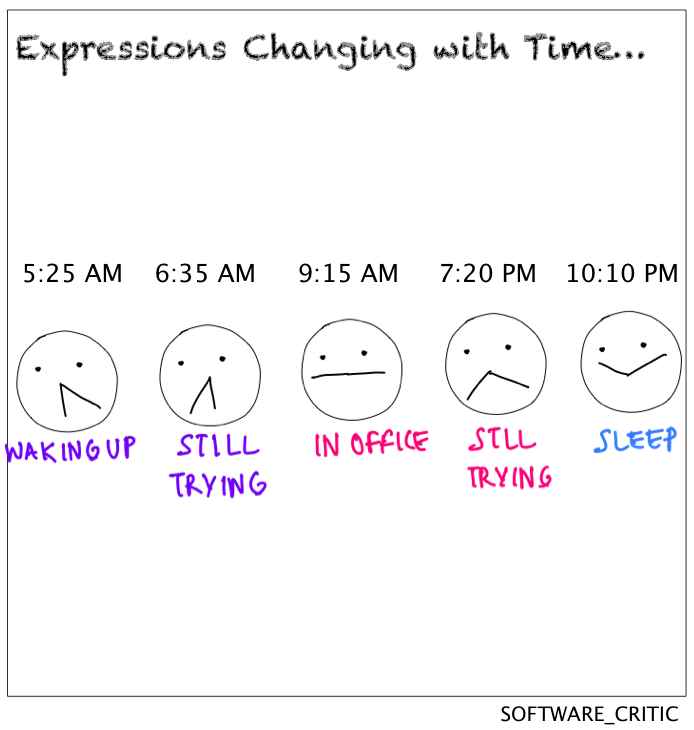 Expressions Changing with Time...
5:25 AM 6:35 AM 9:15 AM 7:20 PM 10:10 PM
WAKING UP STILL IN OFFICE STLL SLEEP
TRYING TRYING
SOFTWARE_CRITIC